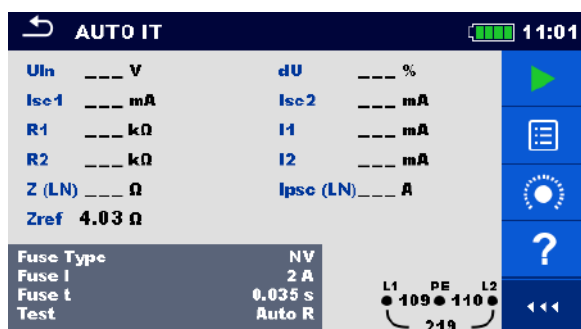 AUTO IT 11:01
Uln ___ V dU ___ %
Isc1 ___ mA Isc2 ___ mA
R1 ___ kΩ I1 ___ mA
R2 ___ kΩ I2 ___ mA
Z (LN) ___ Ω Ipsc (LN)___ A
Zref 4.03 Ω
Fuse Type NV
Fuse I 2 A
Fuse t 0.035 s
Test Auto R
L1 PE L2
109 110
219
?